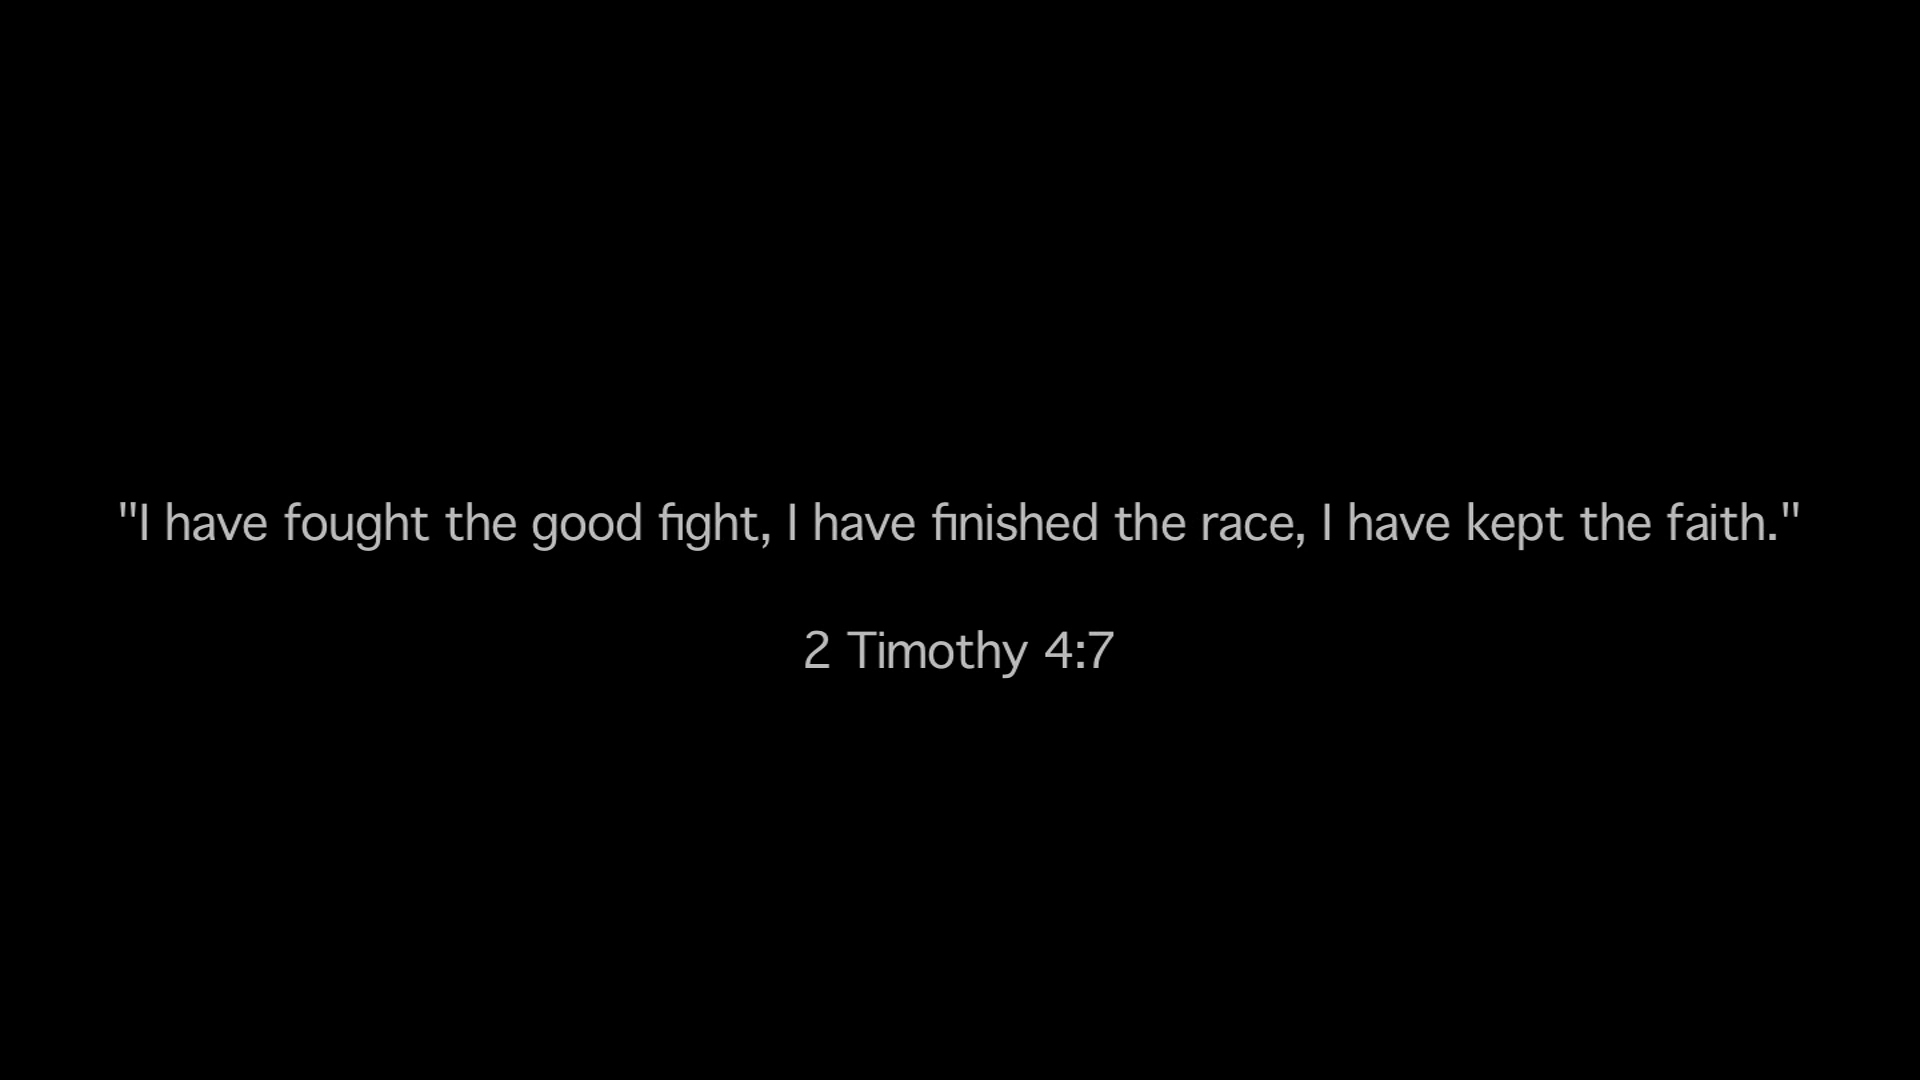 "I have fought the good fight, I have finished the race, I have kept the faith."
2 Timothy 4:7